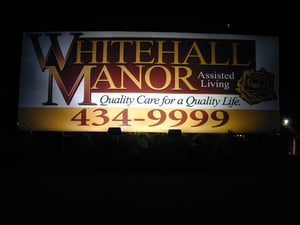 WHITEHALL
MANOR
Assisted
Living
Quality Care for a Quality Life.
434-9999